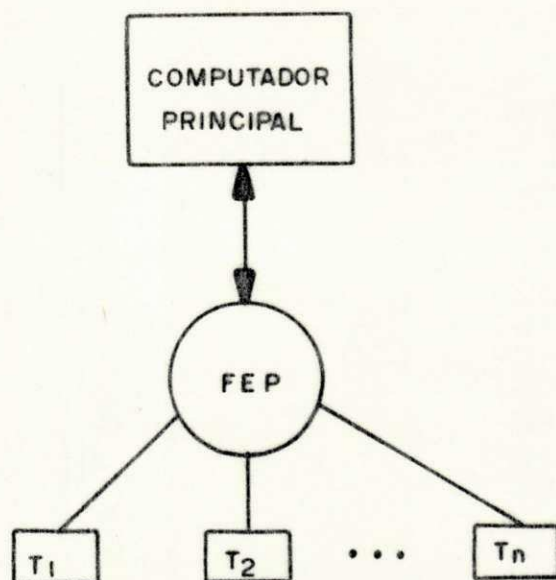 COMPUTADOR
PRINCIPAL
FEP
T1
T2
...
Tn